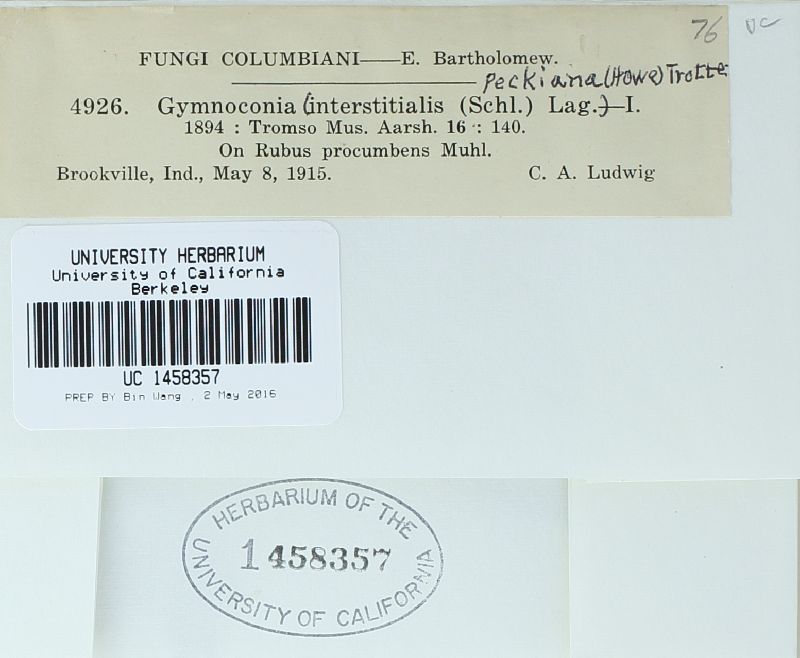 76 UC
FUNGI COLUMBIANI——E. Bartholomew.
peckiana (Howe) Trotter
4926. Gymnoconia (interstitialis (Schl.) Lag.)—I.
1894 : Tromso Mus. Aarsh. 16 : 140.
On Rubus procumbens Muhl.
Brookville, Ind., May 8, 1915. C. A. Ludwig
UNIVERSITY HERBARIUM
University of California
Berkeley
UC 1458357
PREP BY Bin Wang , 2 May 2016
HERBARIUM OF THE
1458357
UNIVERSITY OF CALIFORNIA